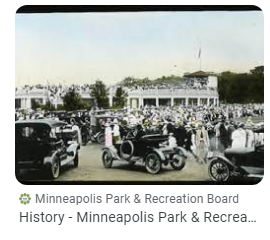 Minneapolis Park & Recreation Board
History - Minneapolis Park & Recrea...